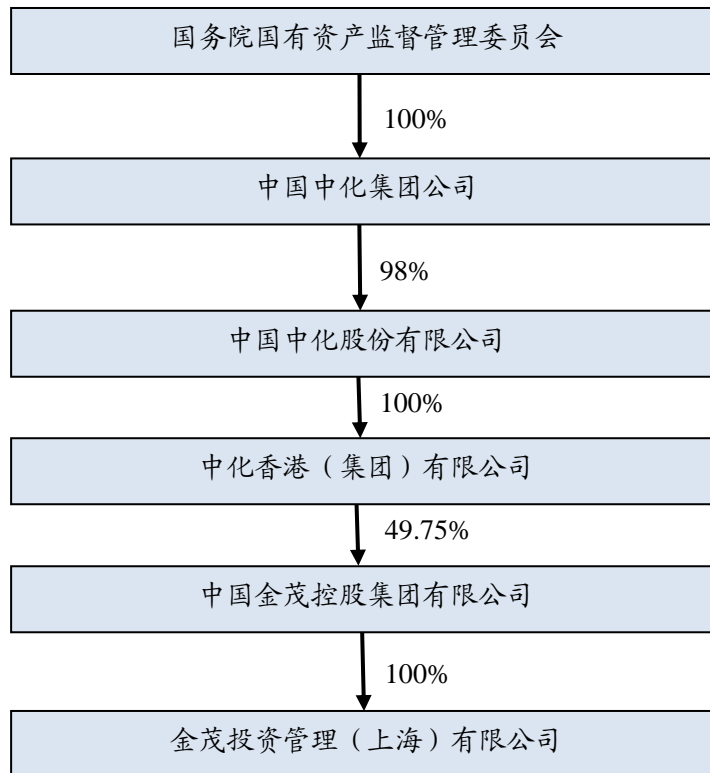 国务院国有资产监督管理委员会
100%
中国中化集团公司
98%
中国中化股份有限公司
100%
中化香港（集团）有限公司
49.75%
中国金茂控股集团有限公司
100%
金茂投资管理（上海）有限公司